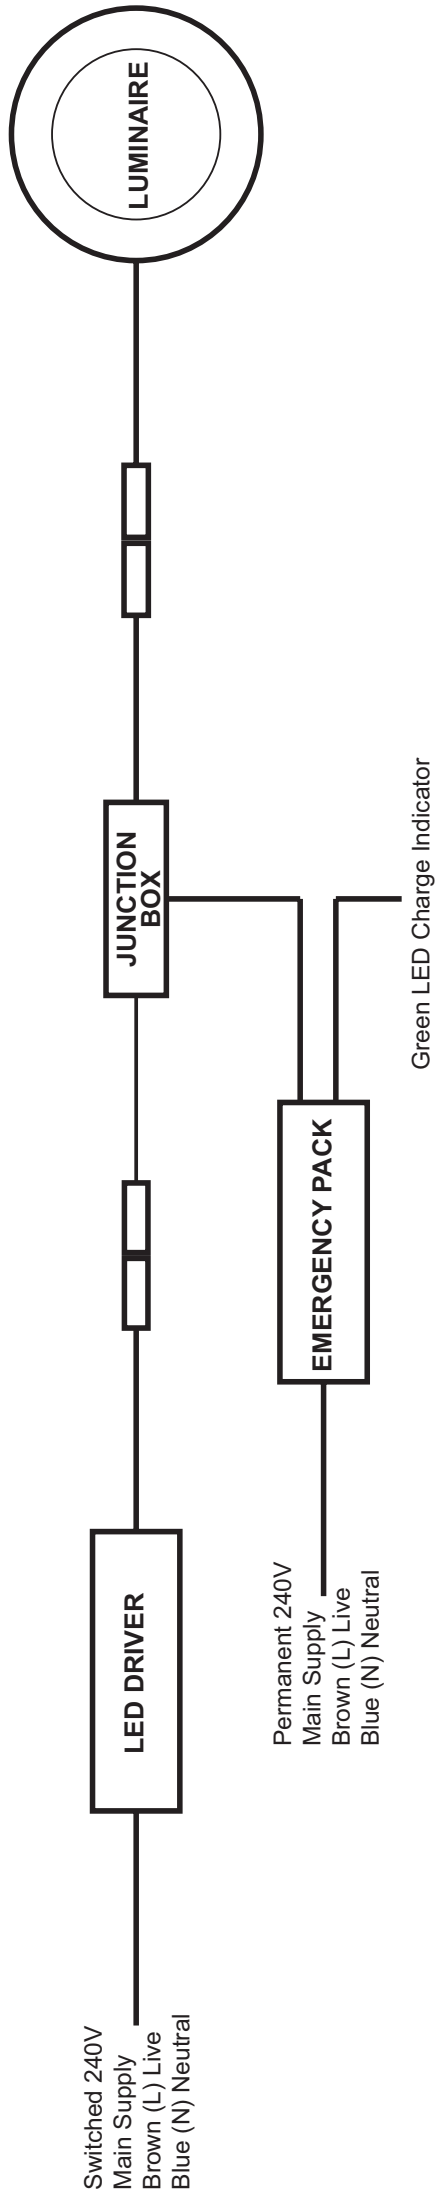 Switched 240V
Main Supply
Brown (L) Live
Blue (N) Neutral
LED DRIVER
JUNCTION
BOX
LUMINAIRE
Permanent 240V
Main Supply
Brown (L) Live
Blue (N) Neutral
EMERGENCY PACK
Green LED Charge Indicator